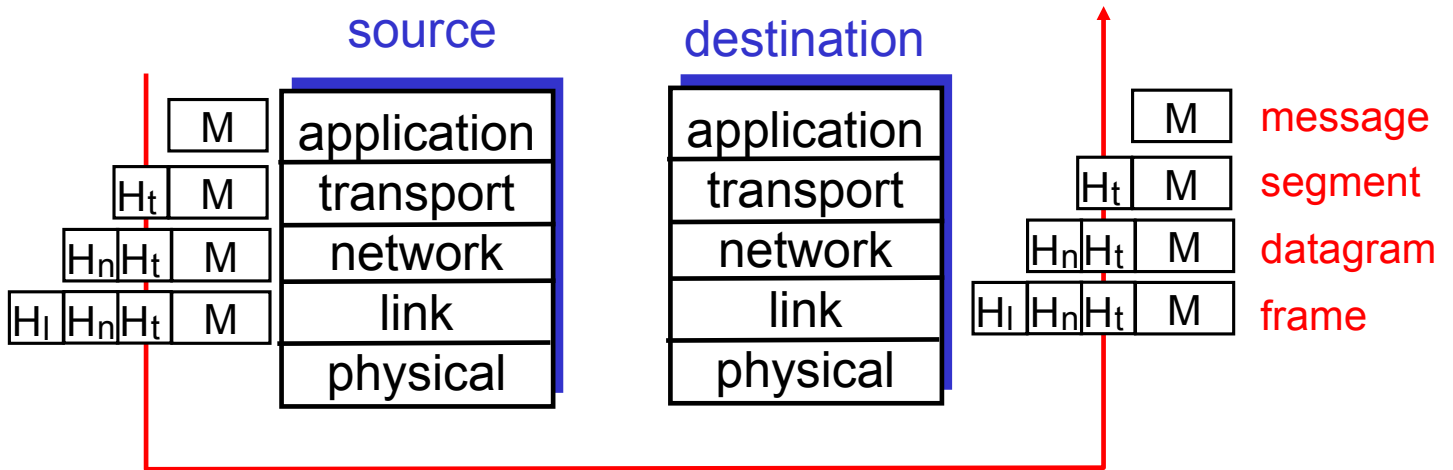 source destination
M application application M message
Ht M transport transport Ht M segment
Hn Ht M network network Hn Ht M datagram
Hl Hn Ht M link link Hl Hn Ht M frame
physical physical